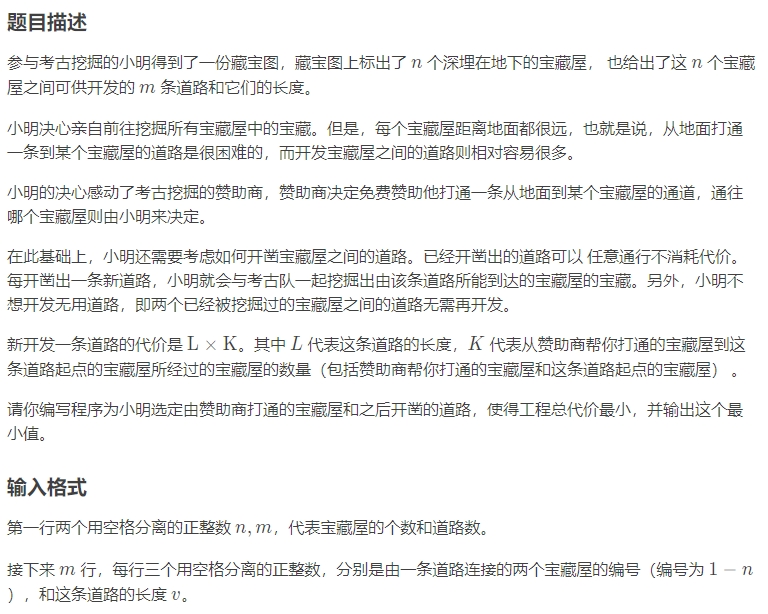 题目描述
参与考古挖掘的小明得到了一份藏宝图，藏宝图上标出了 n 个深埋在地下的宝藏屋， 也给出了这 n 个宝藏
屋之间可供开发的 m 条道路和它们的长度。
小明决心亲自前往挖掘所有宝藏屋中的宝藏。但是，每个宝藏屋距离地面都很远，也就是说，从地面打通
一条到某个宝藏屋的道路是很困难的，而开发宝藏屋之间的道路则相对容易很多。
小明的决心感动了考古挖掘的赞助商，赞助商决定免费赞助他打通一条从地面到某个宝藏屋的通道，通往
哪个宝藏屋则由小明来决定。
在此基础上，小明还需要考虑如何开凿宝藏屋之间的道路。已经开凿出的道路可以 任意通行不消耗代价。
每开凿出一条新道路，小明就会与考古队一起挖掘出由该条道路所能到达的宝藏屋的宝藏。另外，小明不
想开发无用道路，即两个已经被挖掘过的宝藏屋之间的道路无需再开发。
新开发一条道路的代价是 L × K。其中 L 代表这条道路的长度，K 代表从赞助商帮你打通的宝藏屋到这
条道路起点的宝藏屋所经过的宝藏屋的数量（包括赞助商帮你打通的宝藏屋和这条道路起点的宝藏屋） 。
请你编写程序为小明选定由赞助商打通的宝藏屋和之后开凿的道路，使得工程总代价最小，并输出这个最
小值。
输入格式
第一行两个用空格分离的正整数 n, m，代表宝藏屋的个数和道路数。
接下来 m 行，每行三个用空格分离的正整数，分别是由一条道路连接的两个宝藏屋的编号（编号为 1 − n
），和这条道路的长度 v。